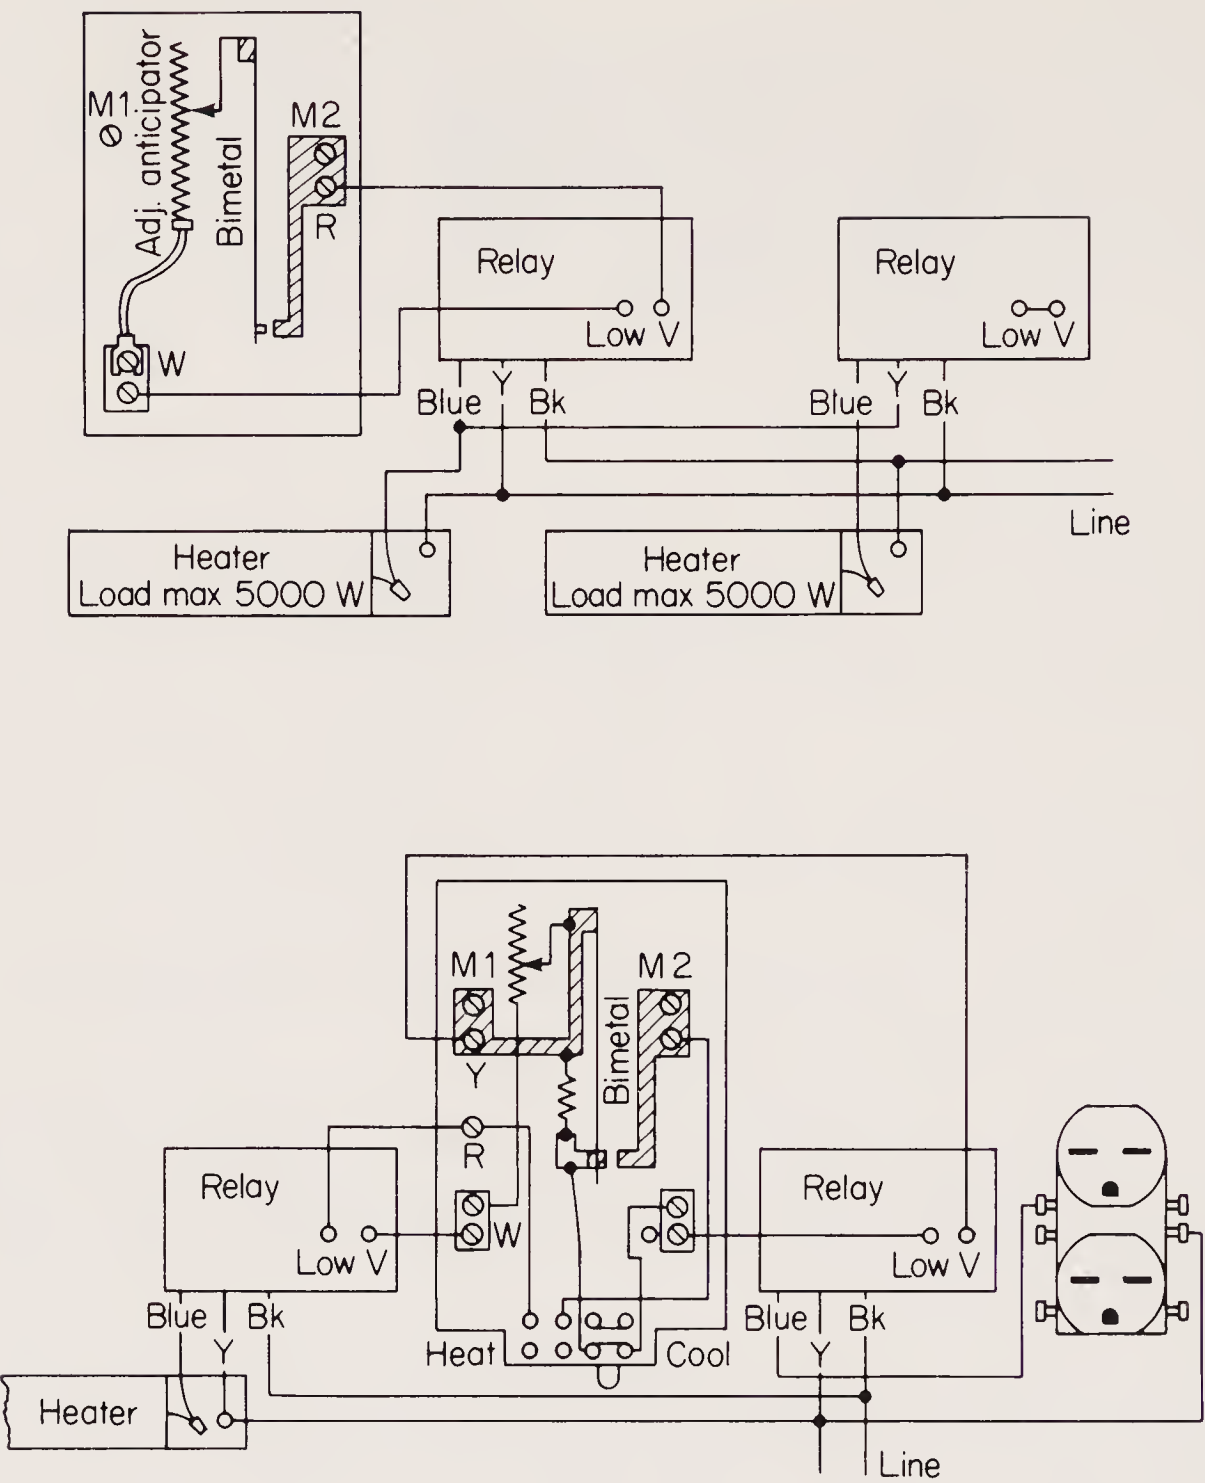 M1
Adj. anticipator
Bimetal
M2
R
W
Relay
Low V
Relay
Low V
Blue
Y
Bk
Blue
Y
Bk
Line
Heater
Load max 5000 W
Heater
Load max 5000 W
M1
M2
Bimetal
Y
R
W
Relay
Low V
Relay
Low V
Blue
Y
Bk
Heat
Cool
Blue
Y
Bk
Heater
Line